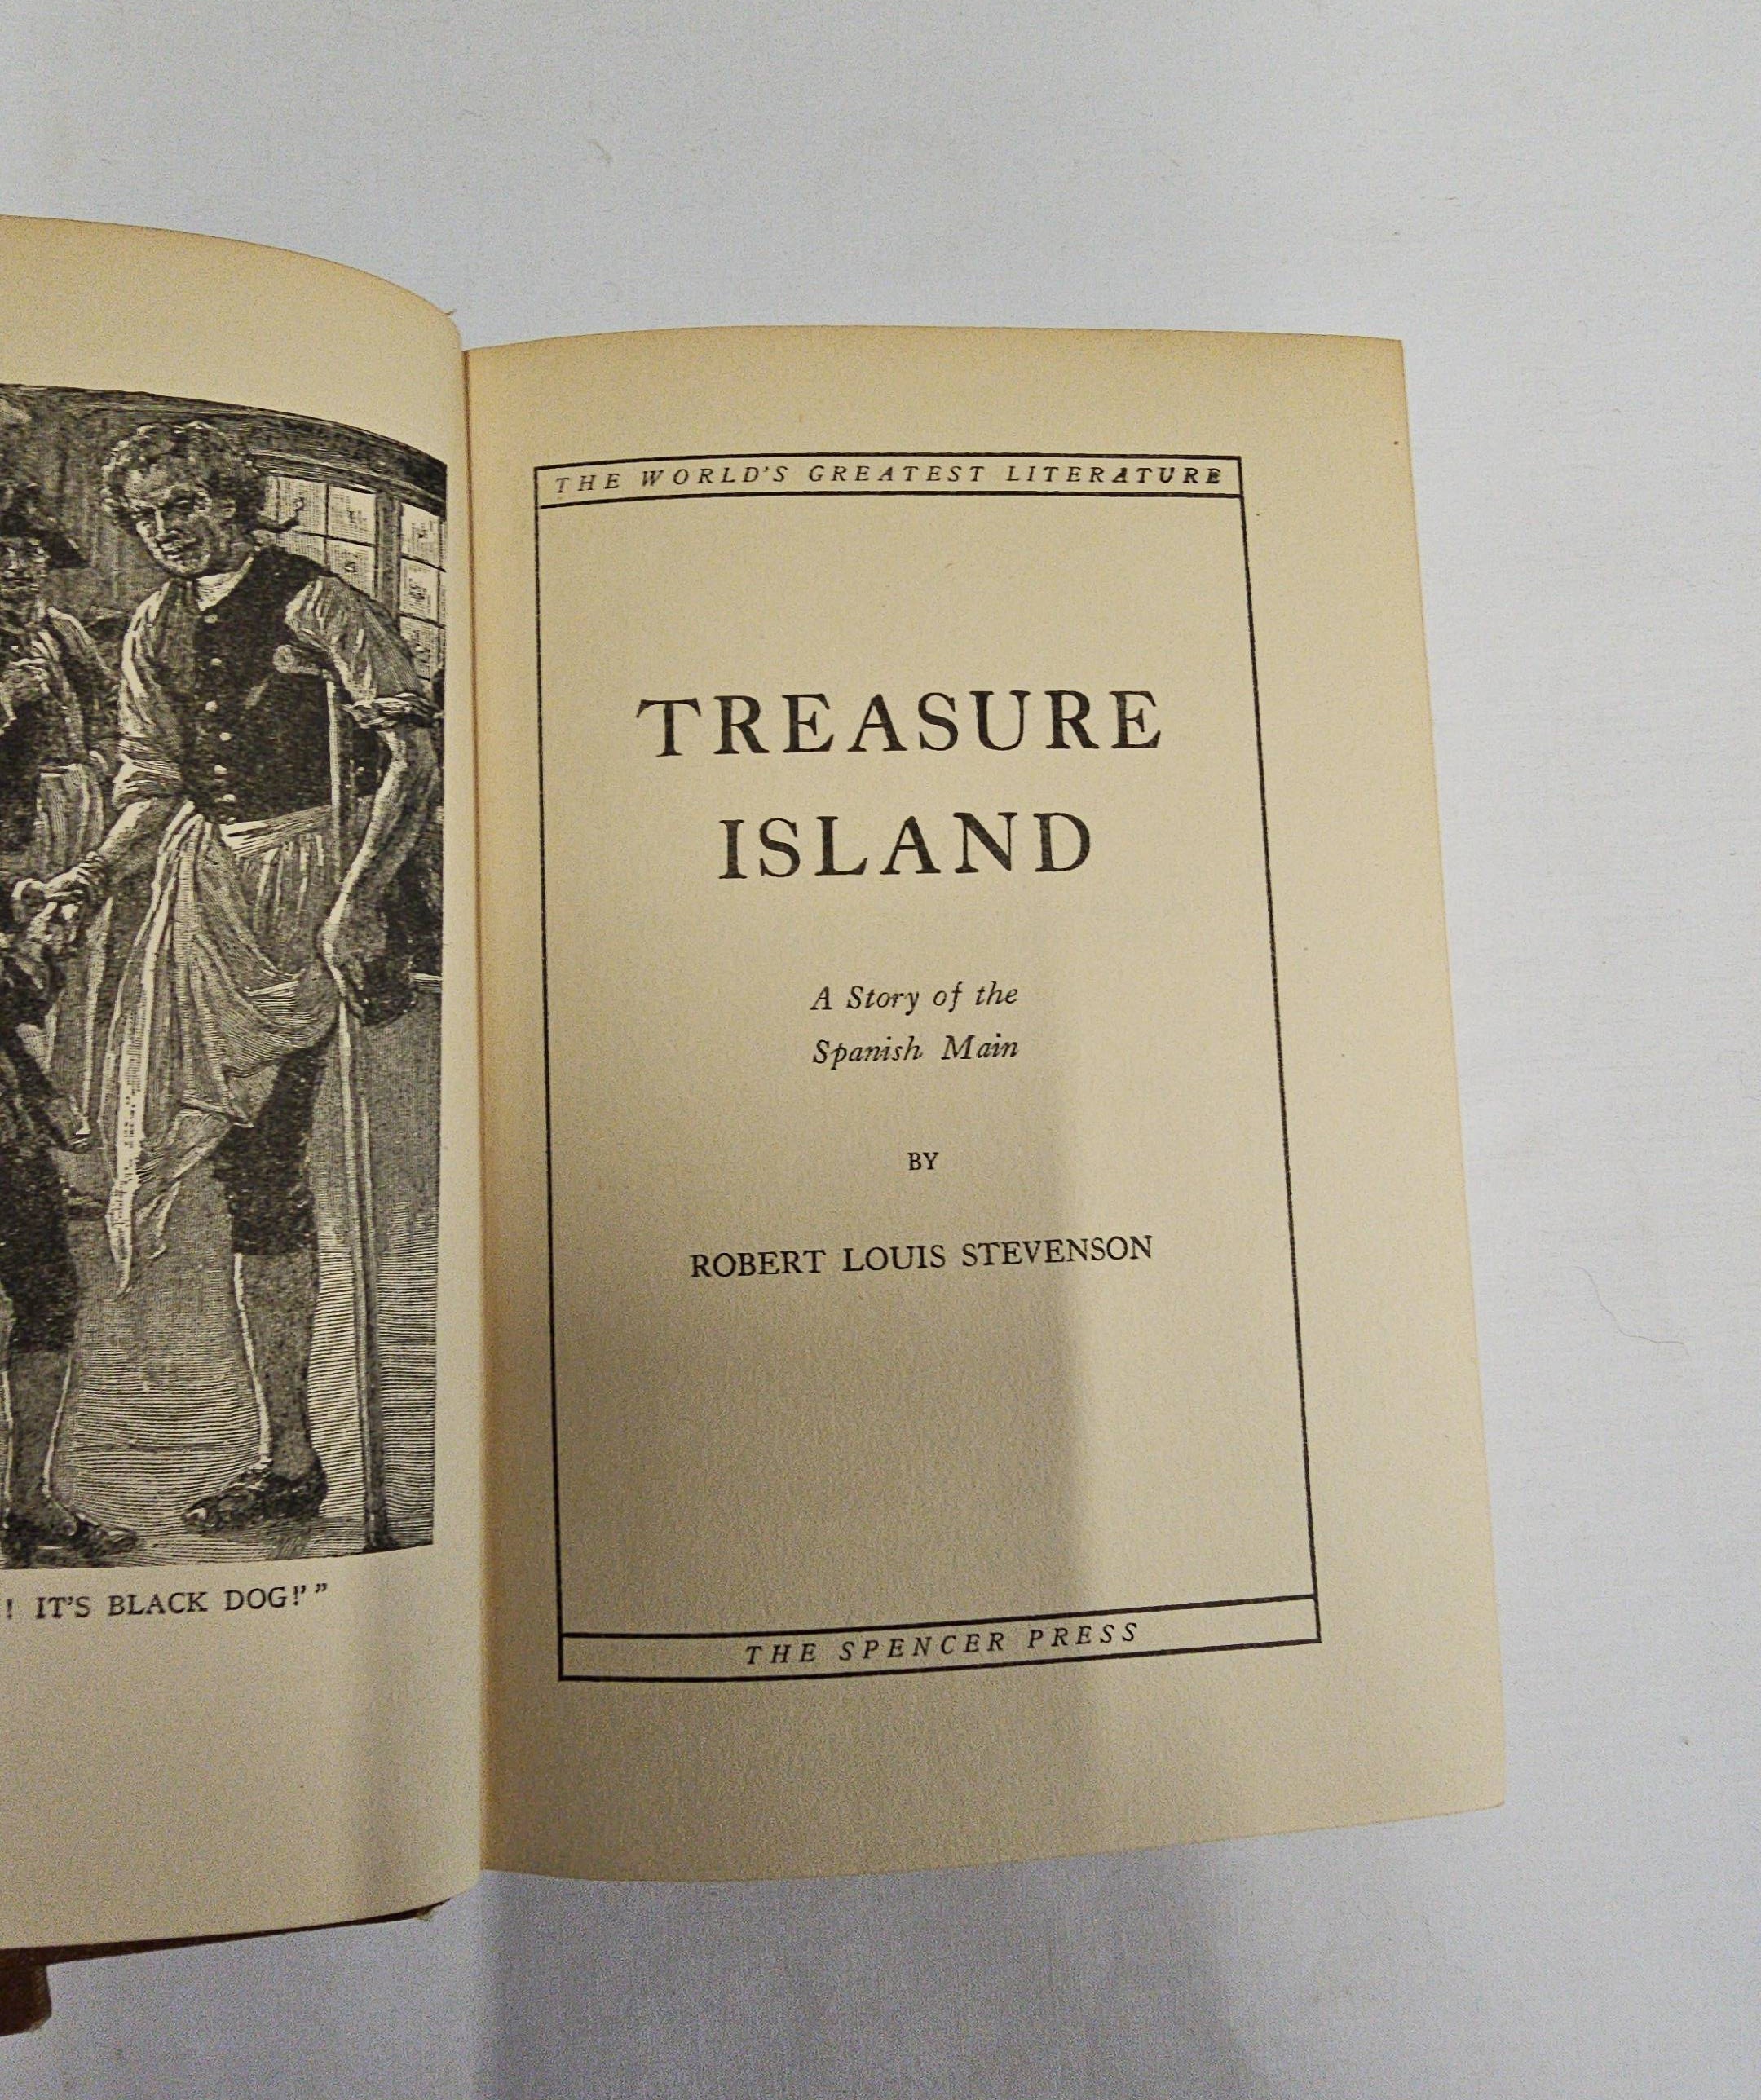 ! IT'S BLACK DOG!' ”
THE WORLD'S GREATEST LITERATURE
TREASURE
ISLAND
A Story of the
Spanish Main
BY
ROBERT LOUIS STEVENSON
THE SPENCER PRESS